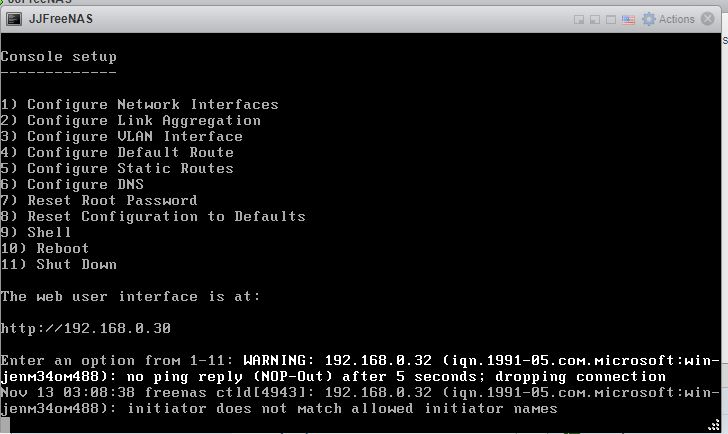 JJFreeNAS
JJFreeNAS
Actions
Console setup
-------------
1) Configure Network Interfaces
2) Configure Link Aggregation
3) Configure VLAN Interface
4) Configure Default Route
5) Configure Static Routes
6) Configure DNS
7) Reset Root Password
8) Reset Configuration to Defaults
9) Shell
10) Reboot
11) Shut Down
The web user interface is at:
http://192.168.0.30
Enter an option from 1-11: WARNING: 192.168.0.32 (iqn.1991-05.com.microsoft:win-
jenm34om488): no ping reply (NOP-Out) after 5 seconds; dropping connection
Nov 13 03:08:38 freenas ctld[4943]: 192.168.0.32 (iqn.1991-05.com.microsoft:win-
jenm34om488): initiator does not match allowed initiator names